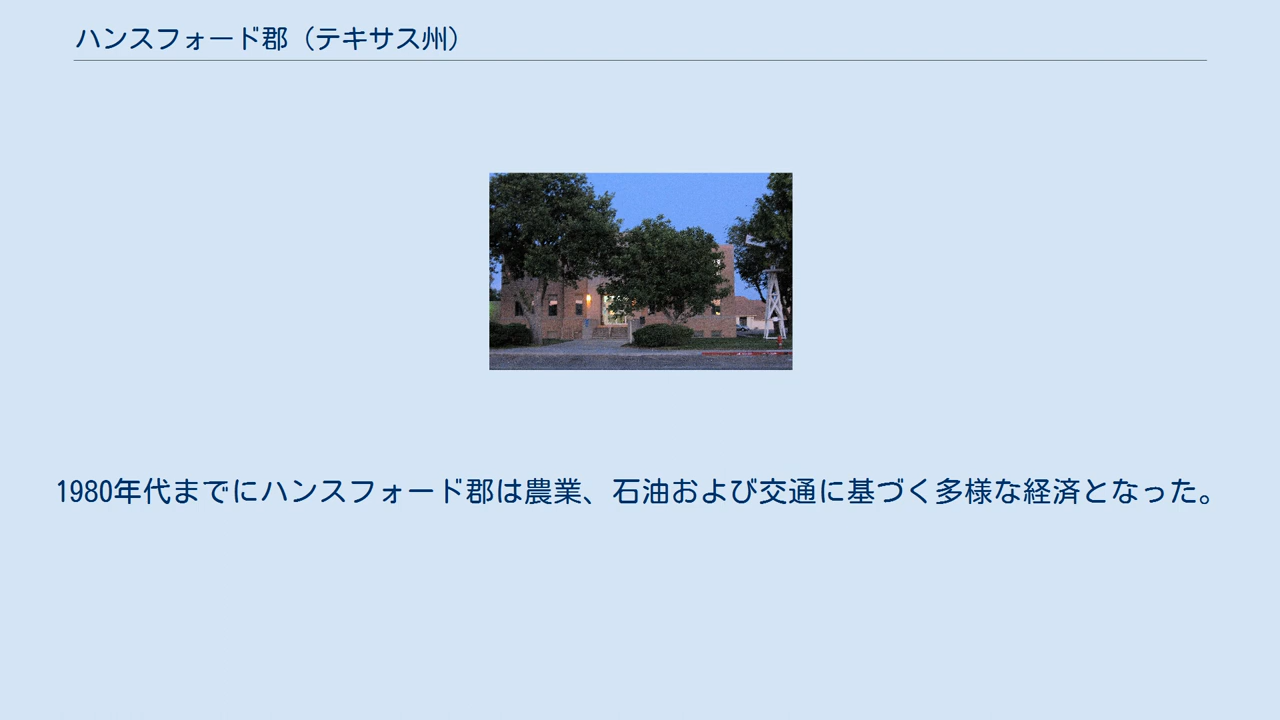 ハンスフォード郡（テキサス州）
1980年代までにハンスフォード郡は農業、石油および交通に基づく多様な経済となった。